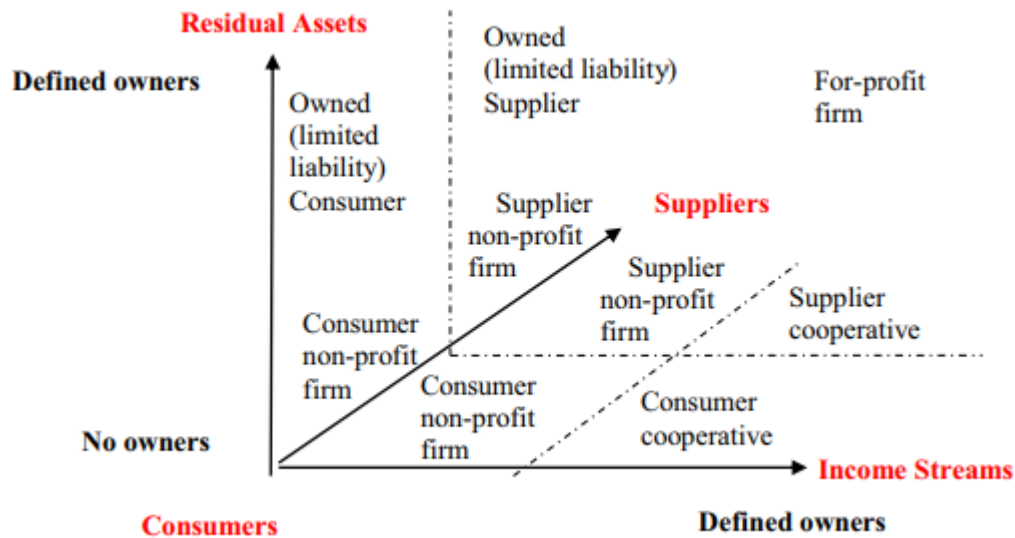 Residual Assets
Defined owners
Owned
(limited
liability)
Consumer
Owned
(limited liability)
Supplier
For-profit
firm
Supplier
non-profit
firm
Suppliers
Supplier
non-profit
firm
Supplier
cooperative
Consumer
non-profit
firm
Consumer
non-profit
firm
Consumer
cooperative
No owners
Income Streams
Consumers
Defined owners